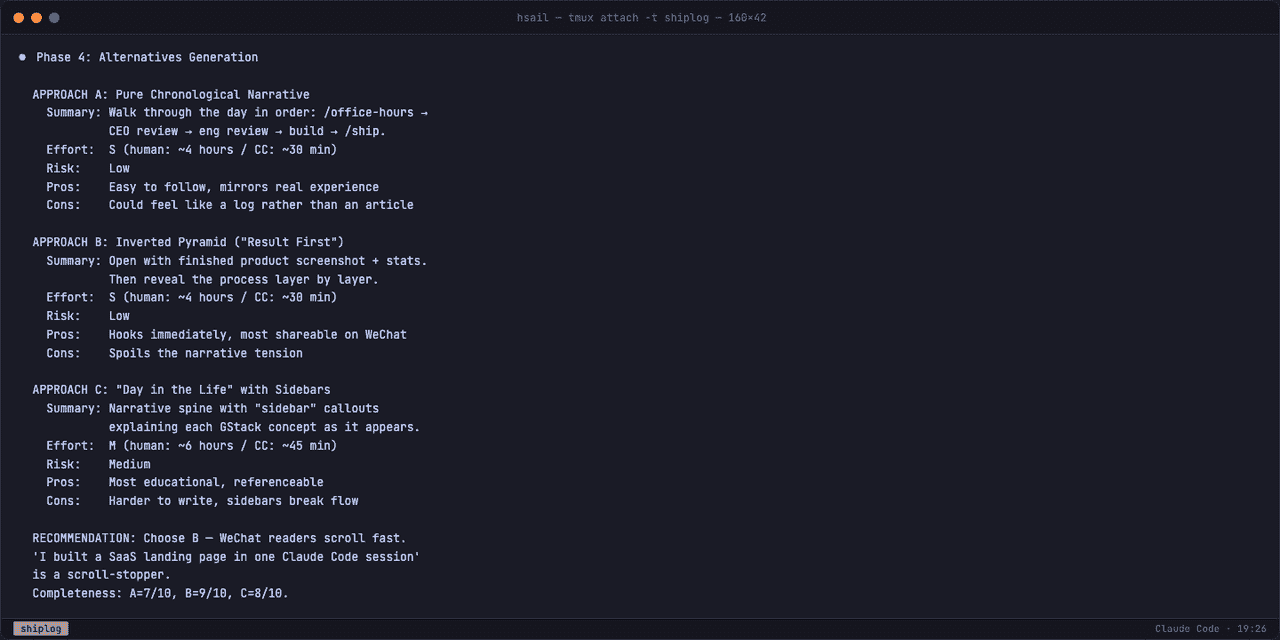 hsail — tmux attach -t shiplog — 160×42
● Phase 4: Alternatives Generation
APPROACH A: Pure Chronological Narrative
Summary: Walk through the day in order: /office-hours →
CEO review → eng review → build → /ship.
Effort: S (human: ~4 hours / CC: ~30 min)
Risk: Low
Pros: Easy to follow, mirrors real experience
Cons: Could feel like a log rather than an article
APPROACH B: Inverted Pyramid ("Result First")
Summary: Open with finished product screenshot + stats.
Then reveal the process layer by layer.
Effort: S (human: ~4 hours / CC: ~30 min)
Risk: Low
Pros: Hooks immediately, most shareable on WeChat
Cons: Spoils the narrative tension
APPROACH C: "Day in the Life" with Sidebars
Summary: Narrative spine with "sidebar" callouts
explaining each GStack concept as it appears.
Effort: M (human: ~6 hours / CC: ~45 min)
Risk: Medium
Pros: Most educational, referenceable
Cons: Harder to write, sidebars break flow
RECOMMENDATION: Choose B — WeChat readers scroll fast.
'I built a SaaS landing page in one Claude Code session'
is a scroll-stopper.
Completeness: A=7/10, B=9/10, C=8/10.
shiplog
Claude Code · 19:26